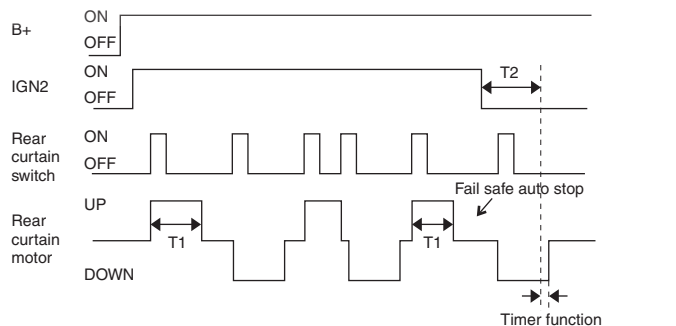 B+
ON
OFF
IGN2
ON
OFF
T2
Rear
curtain
switch
ON
OFF
Fail safe auto stop
Rear
curtain
motor
UP
T1
T1
DOWN
Timer function